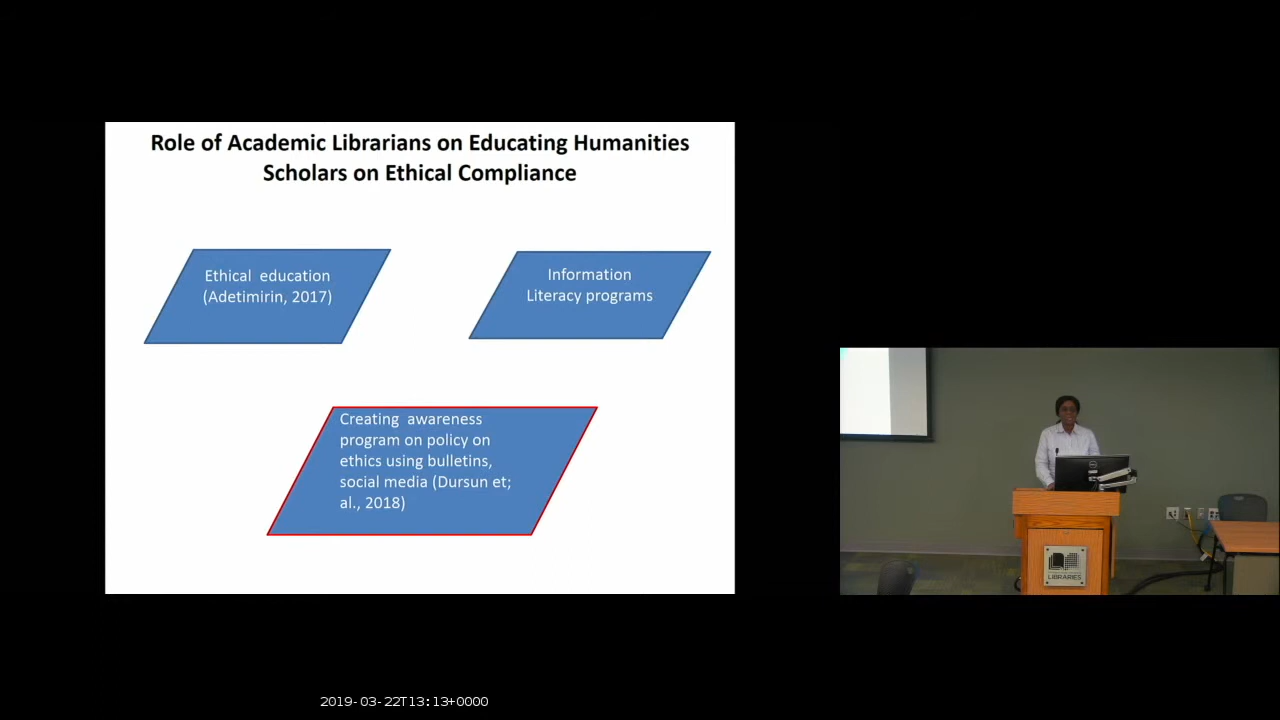 Role of Academic Librarians on Educating Humanities
Scholars on Ethical Compliance
Ethical education
(Adetimirin, 2017)
Information
Literacy programs
Creating awareness
program on policy on
ethics using bulletins,
social media (Dursun et;
al., 2018)
LIBRARIES
2019-03-22T13:13+0000